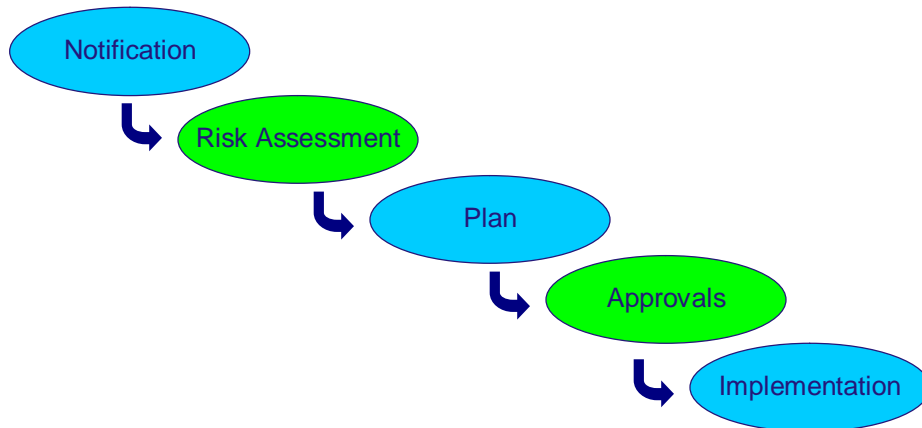 Notification
Risk Assessment
Plan
Approvals
Implementation